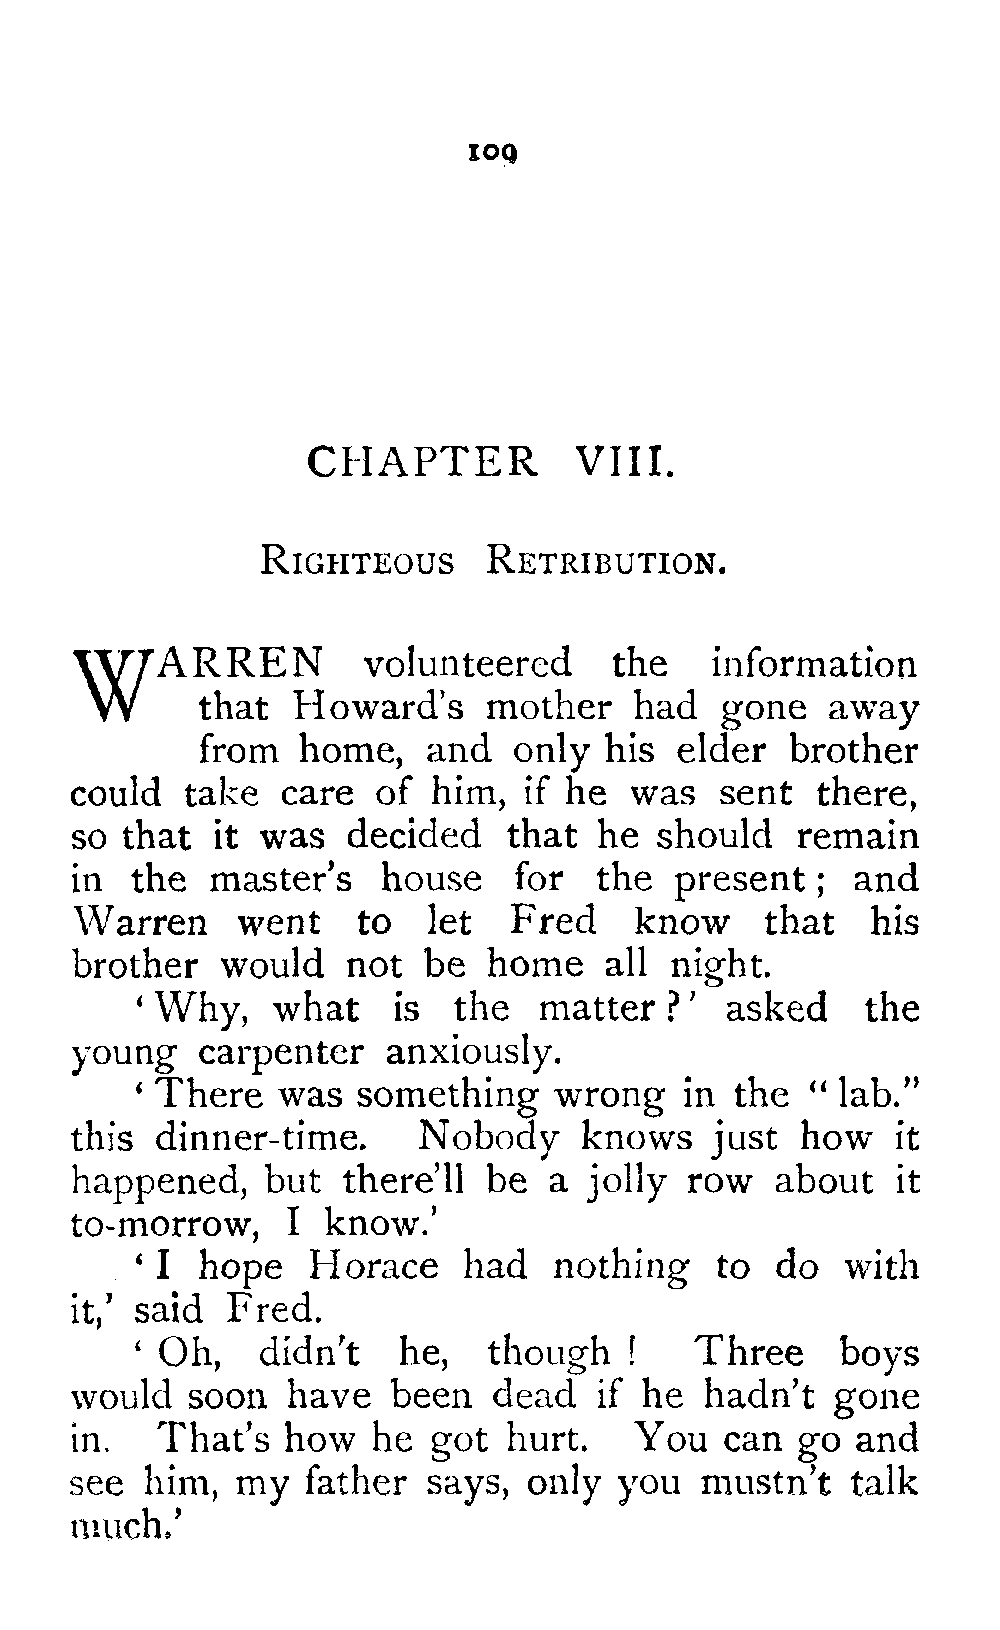 109
CHAPTER VIII.
RIGHTEOUS RETRIBUTION.
WARREN volunteered the information
that Howard's mother had gone away
from home, and only his elder brother
could take care of him, if he was sent there,
so that it was decided that he should remain
in the master's house for the present; and
Warren went to let Fred know that his
brother would not be home all night.
'Why, what is the matter?' asked the
young carpenter anxiously.
'There was something wrong in the "lab."
this dinner-time. Nobody knows just how it
happened, but there'll be a jolly row about it
to-morrow, I know.'
'I hope Horace had nothing to do with
it,' said Fred.
'Oh, didn't he, though! Three boys
would soon have been dead if he hadn't gone
in. That's how he got hurt. You can go and
see him, my father says, only you mustn't talk
much.'